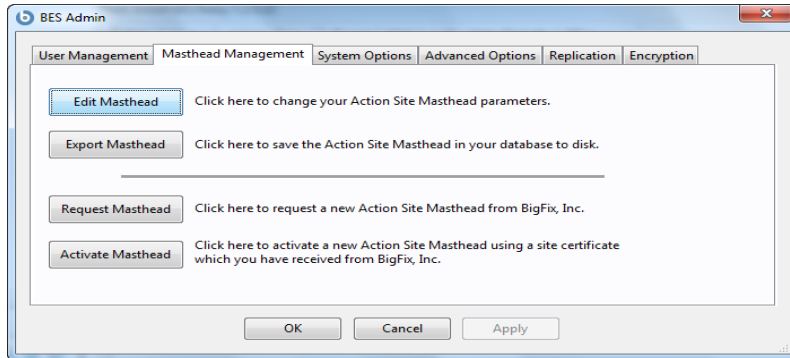 BES Admin
User Management Masthead Management System Options Advanced Options Replication Encryption
Edit Masthead Click here to change your Action Site Masthead parameters.
Export Masthead Click here to save the Action Site Masthead in your database to disk.
Request Masthead Click here to request a new Action Site Masthead from BigFix, Inc.
Activate Masthead Click here to activate a new Action Site Masthead using a site certificate
which you have received from BigFix, Inc.
OK Cancel Apply